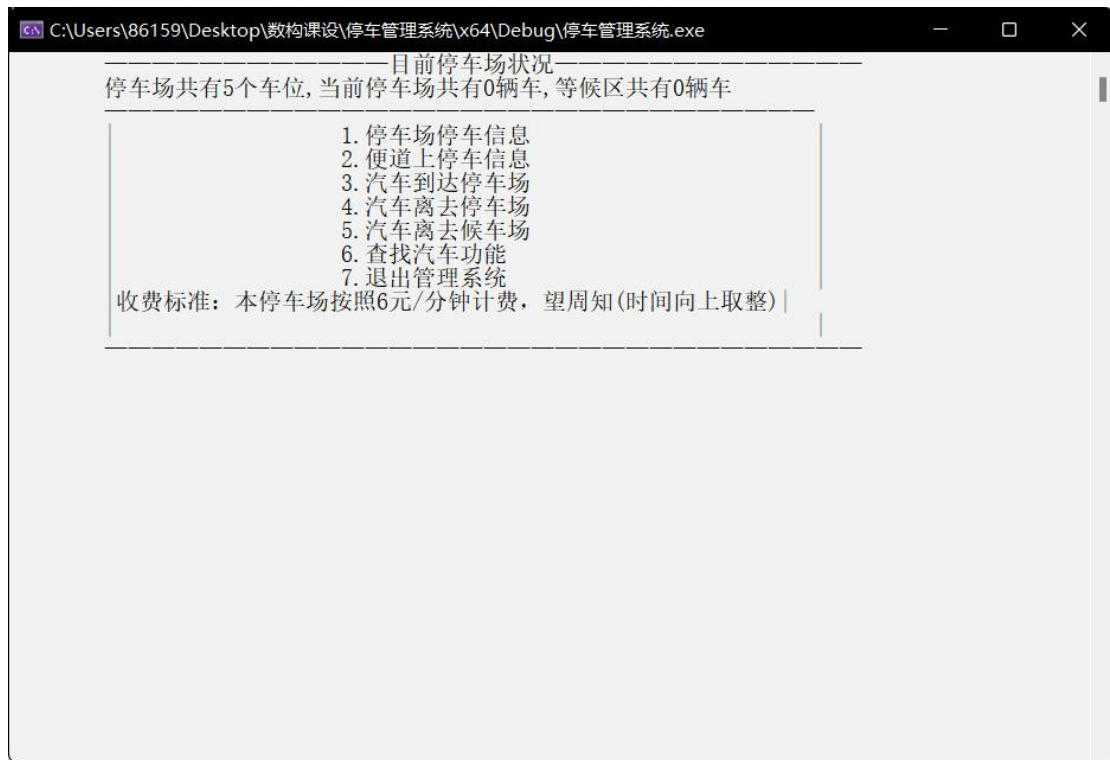 C:\Users\86159\Desktop\数构课设\停车管理系统\x64\Debug\停车管理系统.exe
————————————目前停车场状况—————————————
停车场共有5个车位,当前停车场共有0辆车,等候区共有0辆车
——————————————————————————————
1.停车场停车信息
2.便道上停车信息
3.汽车到达停车场
4.汽车离去停车场
5.汽车离去候车场
6.查找汽车功能
7.退出管理系统
|收费标准：本停车场按照6元/分钟计费，望周知(时间向上取整)|
————————————————————————————————